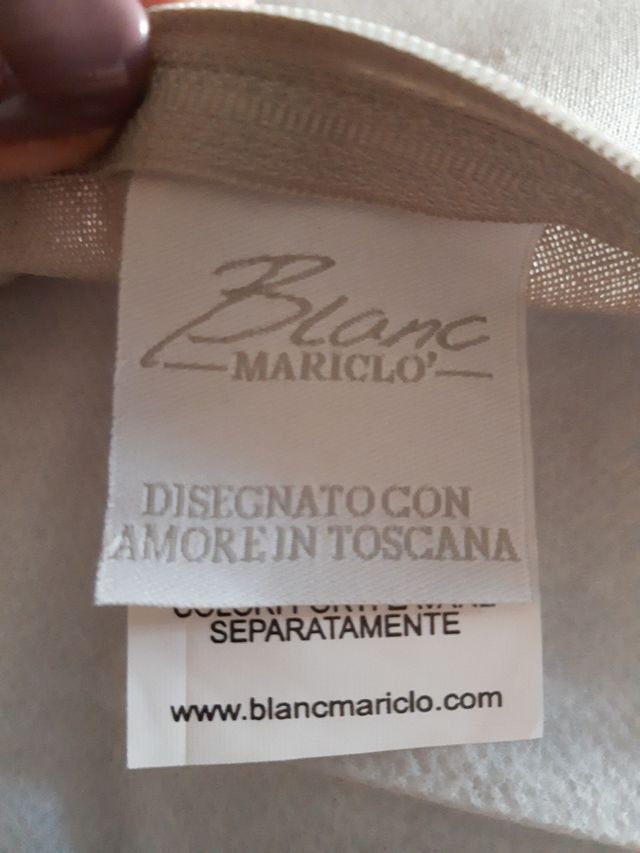 Blanc
MARICLO'
DISEGNATO CON
AMORE IN TOSCANA
SEPARATAMENTE
www.blancmariclo.com